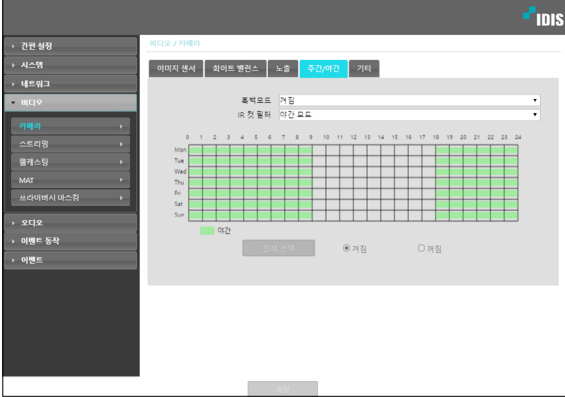 IDIS
간편 설정
시스템
네트워크
비디오
카메라
스트리밍
웹캐스팅
MAT
프라이버시 마스킹
오디오
이벤트 동작
이벤트
비디오 / 카메라
이미지 센서 화이트 밸런스 노출 주간/야간 기타
흑백모드 켜짐
IR 컷 필터 야간 모드
0 1 2 3 4 5 6 7 8 9 10 11 12 13 14 15 16 17 18 19 20 21 22 23 24
Mon
Tue
Wed
Thu
Fri
Sat
Sun
야간
전체 선택 켜짐 꺼짐
저장